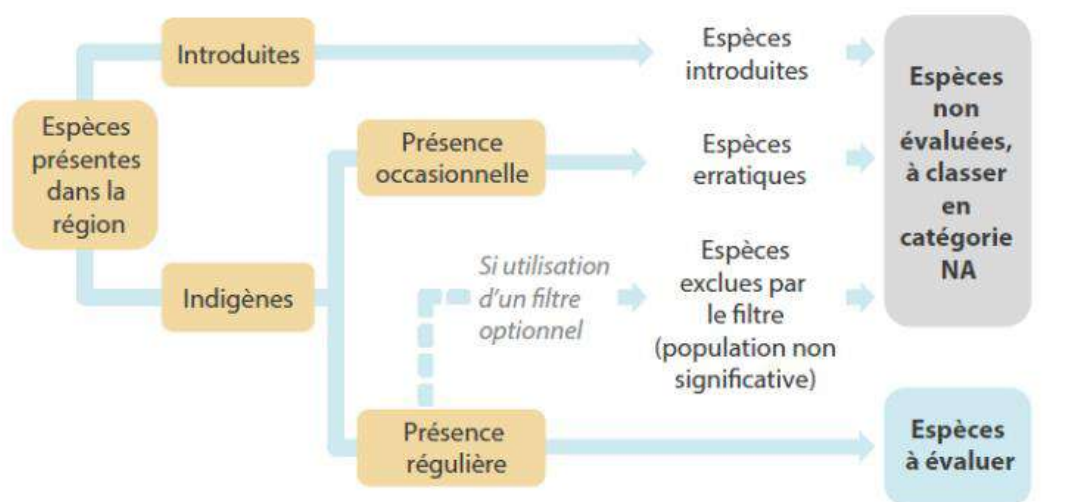 Introduites
Espèces
introduites
Espèces
présentes
dans la
région
Présence
occasionnelle
Espèces
erratiques
Espèces
non
évaluées,
à classer
en
catégorie
NA
Indigènes
Si utilisation
d'un filtre
optionnel
Espèces
exclues par
le filtre
(population non
significative)
Présence
régulière
Espèces
à évaluer